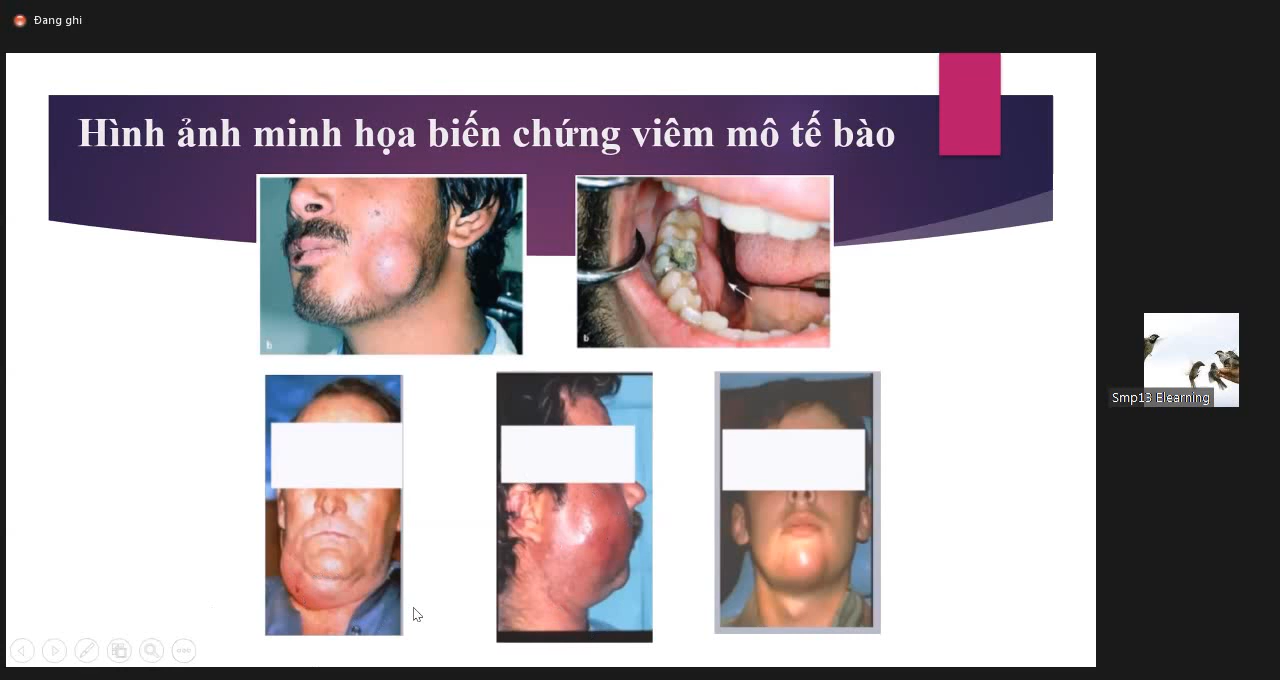 Đang ghi
Hình ảnh minh họa biến chứng viêm mô tế bào
b
b
Smp13 Elearning